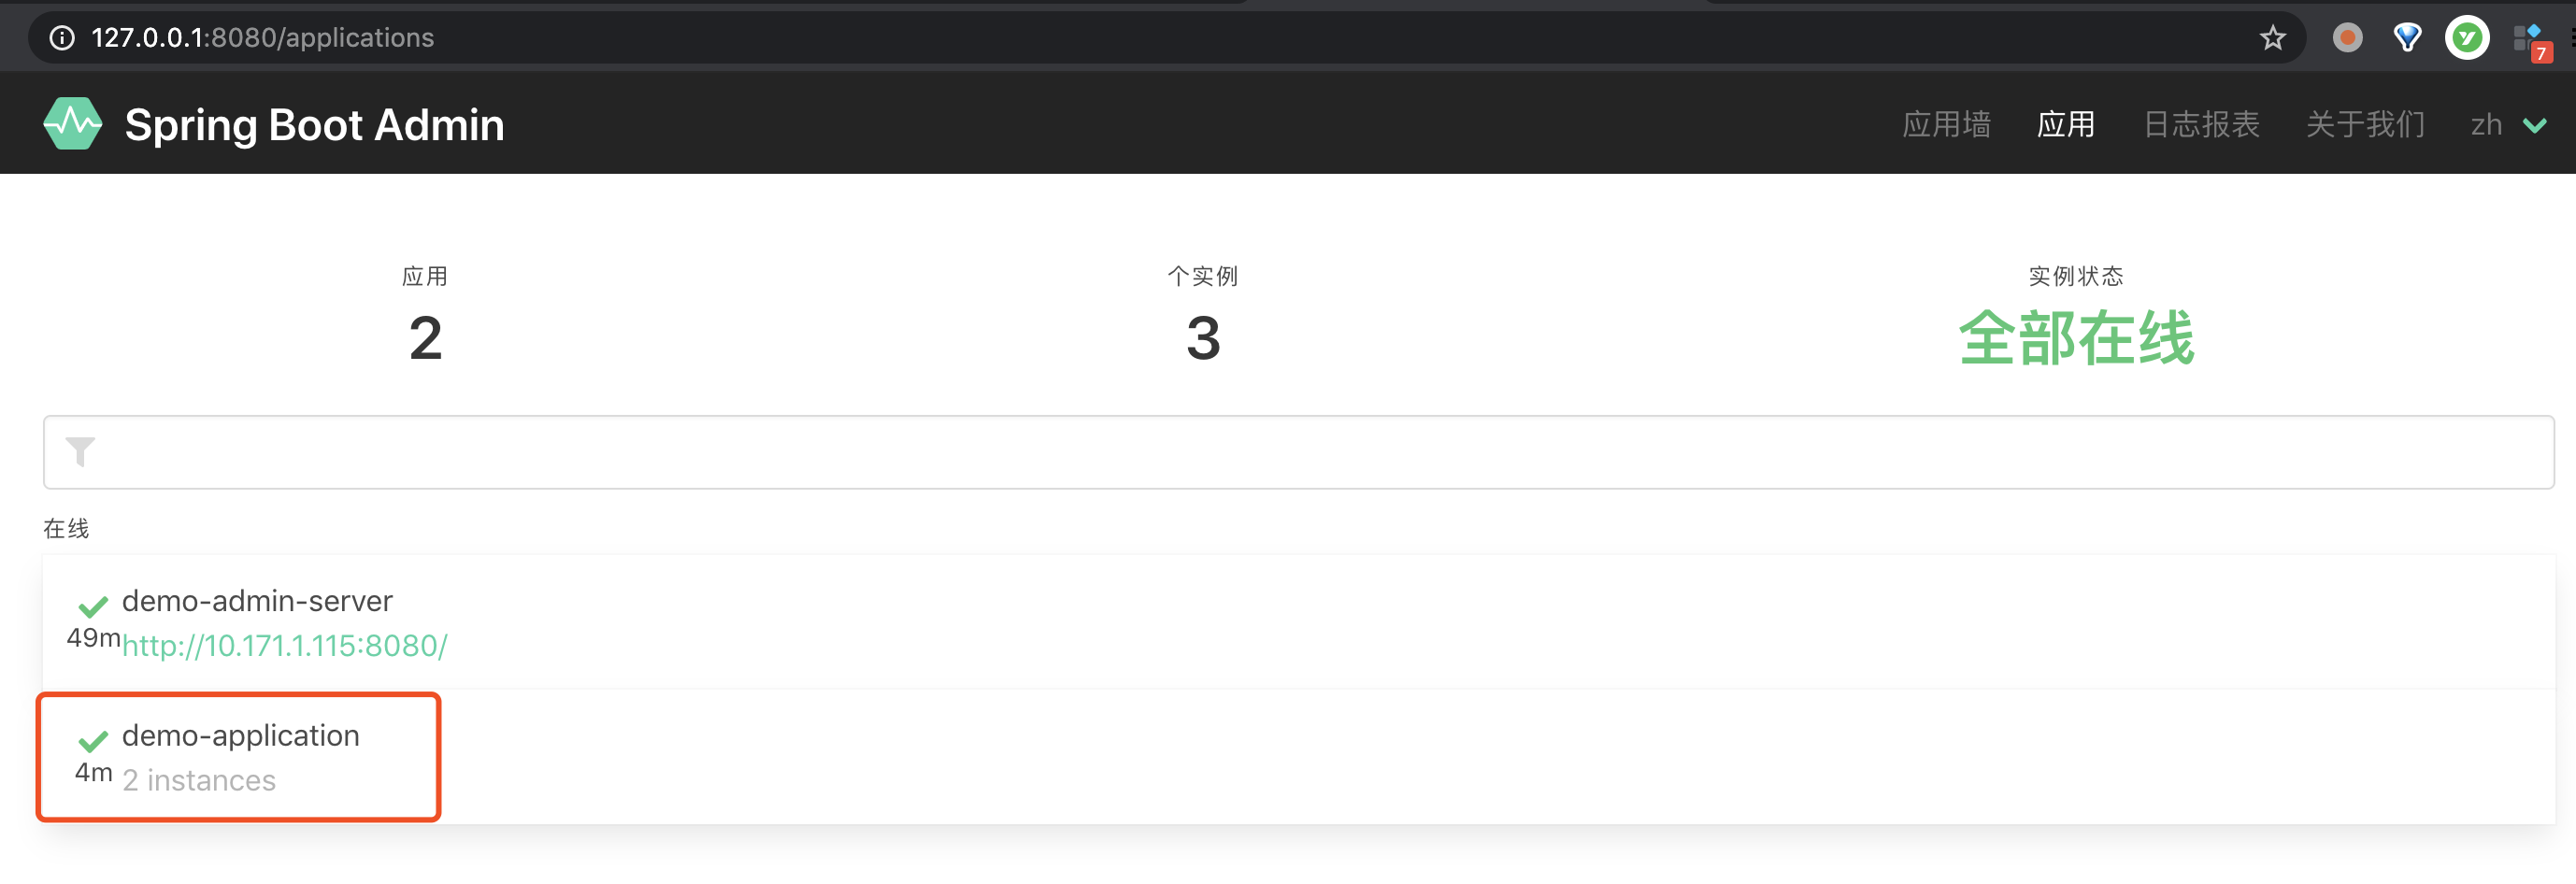 127.0.0.1:8080/applications
7
Spring Boot Admin
应用墙 应用 日志报表 关于我们 zh
应用 个实例 实例状态
2 3 全部在线
在线
demo-admin-server
49m http://10.171.1.115:8080/
demo-application
4m 2 instances